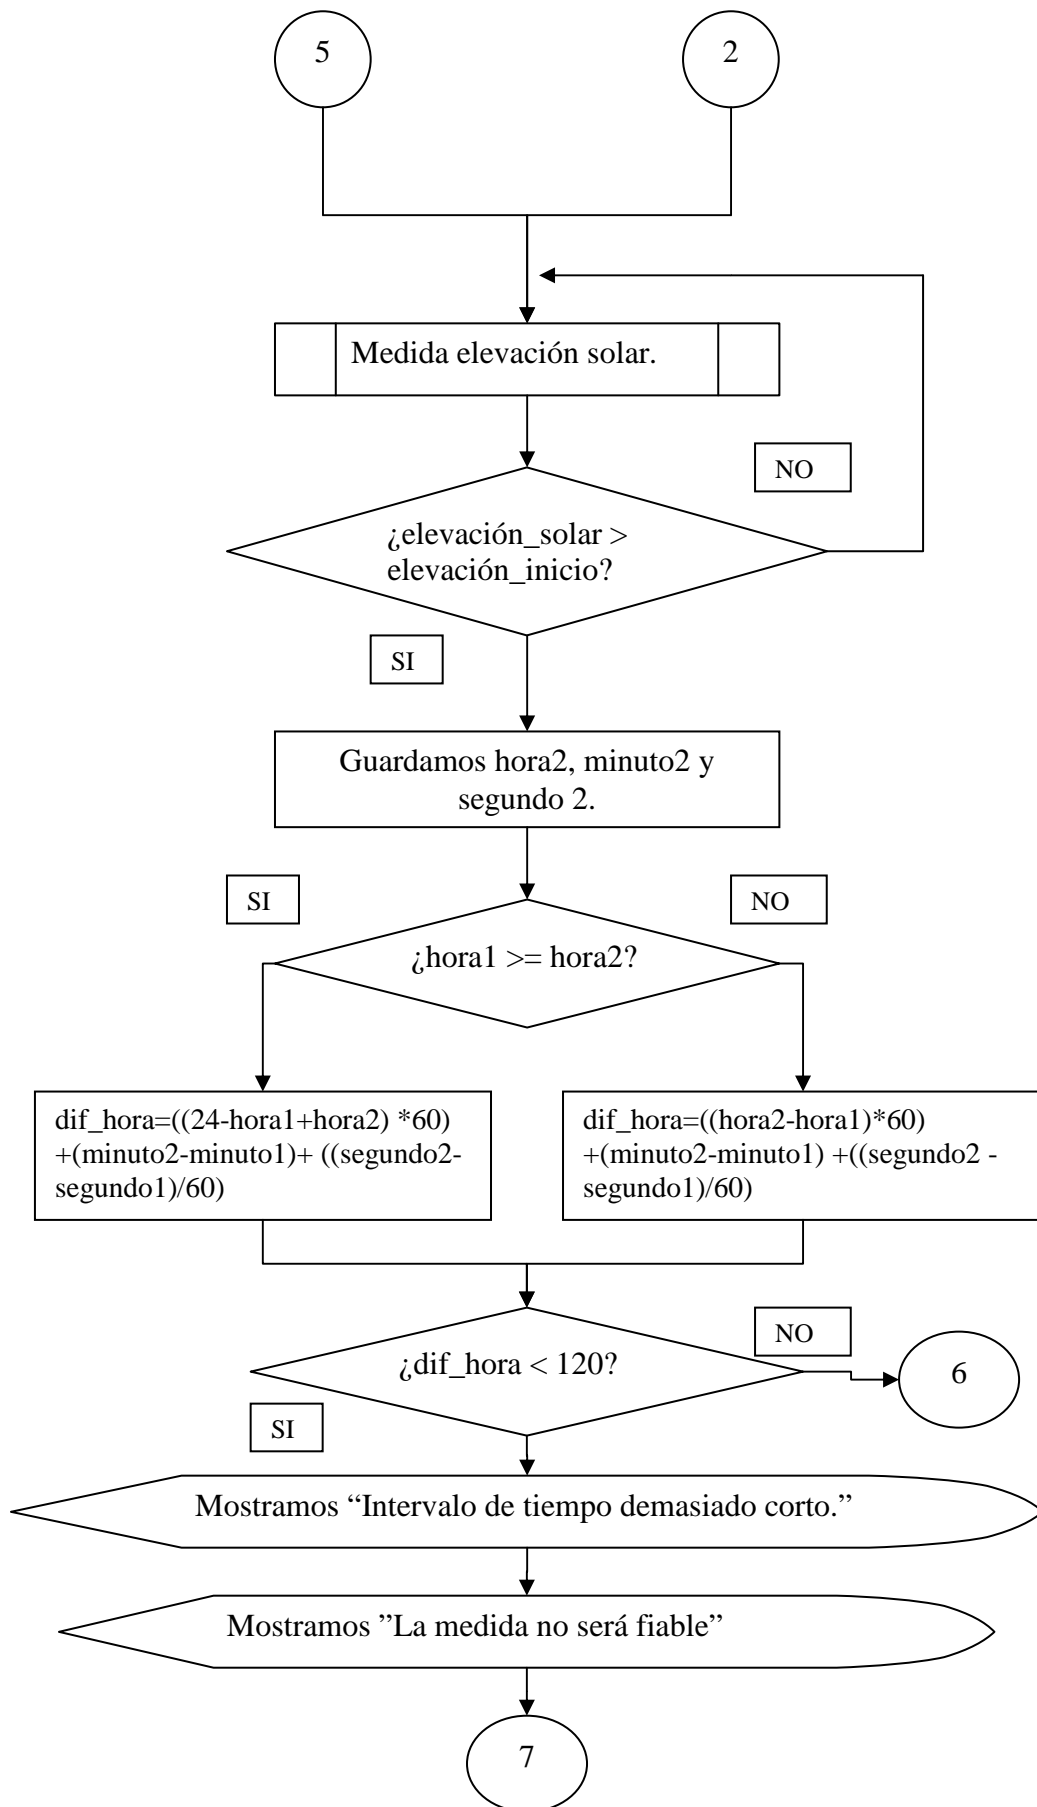 5
2
Medida elevación solar.
NO
¿elevación_solar >
elevación_inicio?
SI
Guardamos hora2, minuto2 y
segundo 2.
SI
NO
¿hora1 >= hora2?
dif_hora=((24-hora1+hora2) *60)
+(minuto2-minuto1)+ ((segundo2-
segundo1)/60)
dif_hora=((hora2-hora1)*60)
+(minuto2-minuto1) +((segundo2 -
segundo1)/60)
NO
¿dif_hora < 120?
6
SI
Mostramos “Intervalo de tiempo demasiado corto.”
Mostramos ”La medida no será fiable”
7